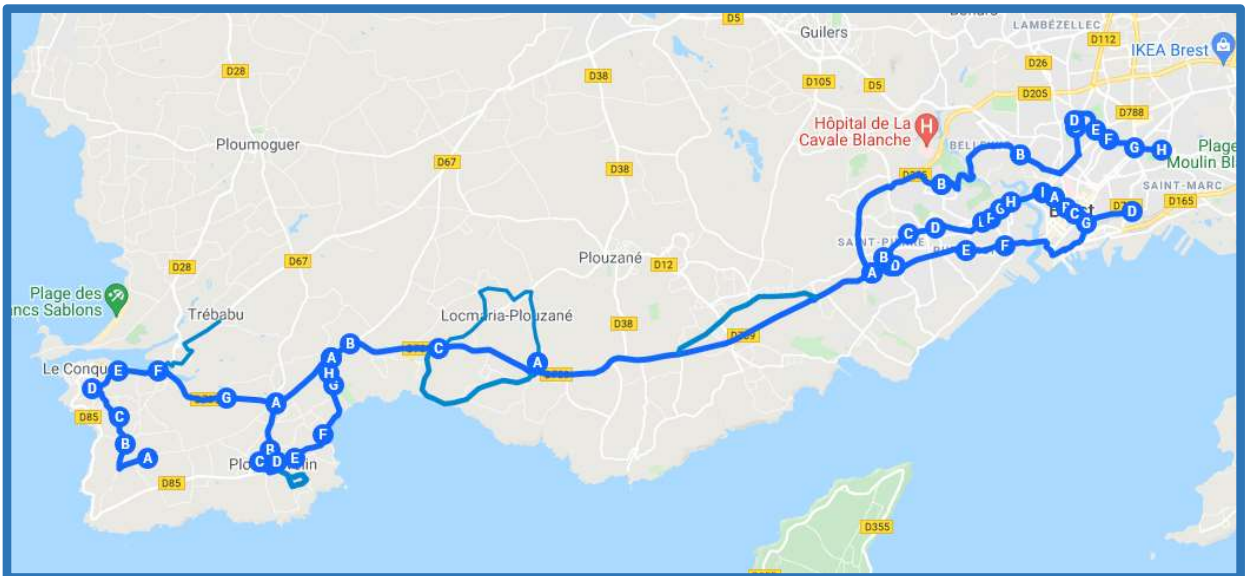 D5
Guilers
LAMBÉZELLEC
D112
IKEA Brest
D28
D38
D105
D5
D26
D205
D788
Hôpital de La
Cavale Blanche
H
D
E
F
G
H
Plage
Moulin Bl
Ploumoguer
D67
D38
B
B
SAINT-MARC
D165
H
G
I
A
C
D
G
C
D
B
A
D
E
F
SAINT-PIERRE
Plouzané
D12
D28
D67
Plage des
ncs Sablons
Trébabu
Locmaria-Plouzané
D38
Le Conqu
E
F
D
G
A
A
B
H
G
C
A
D85
C
B
A
B
C
D
E
F
D85
D355